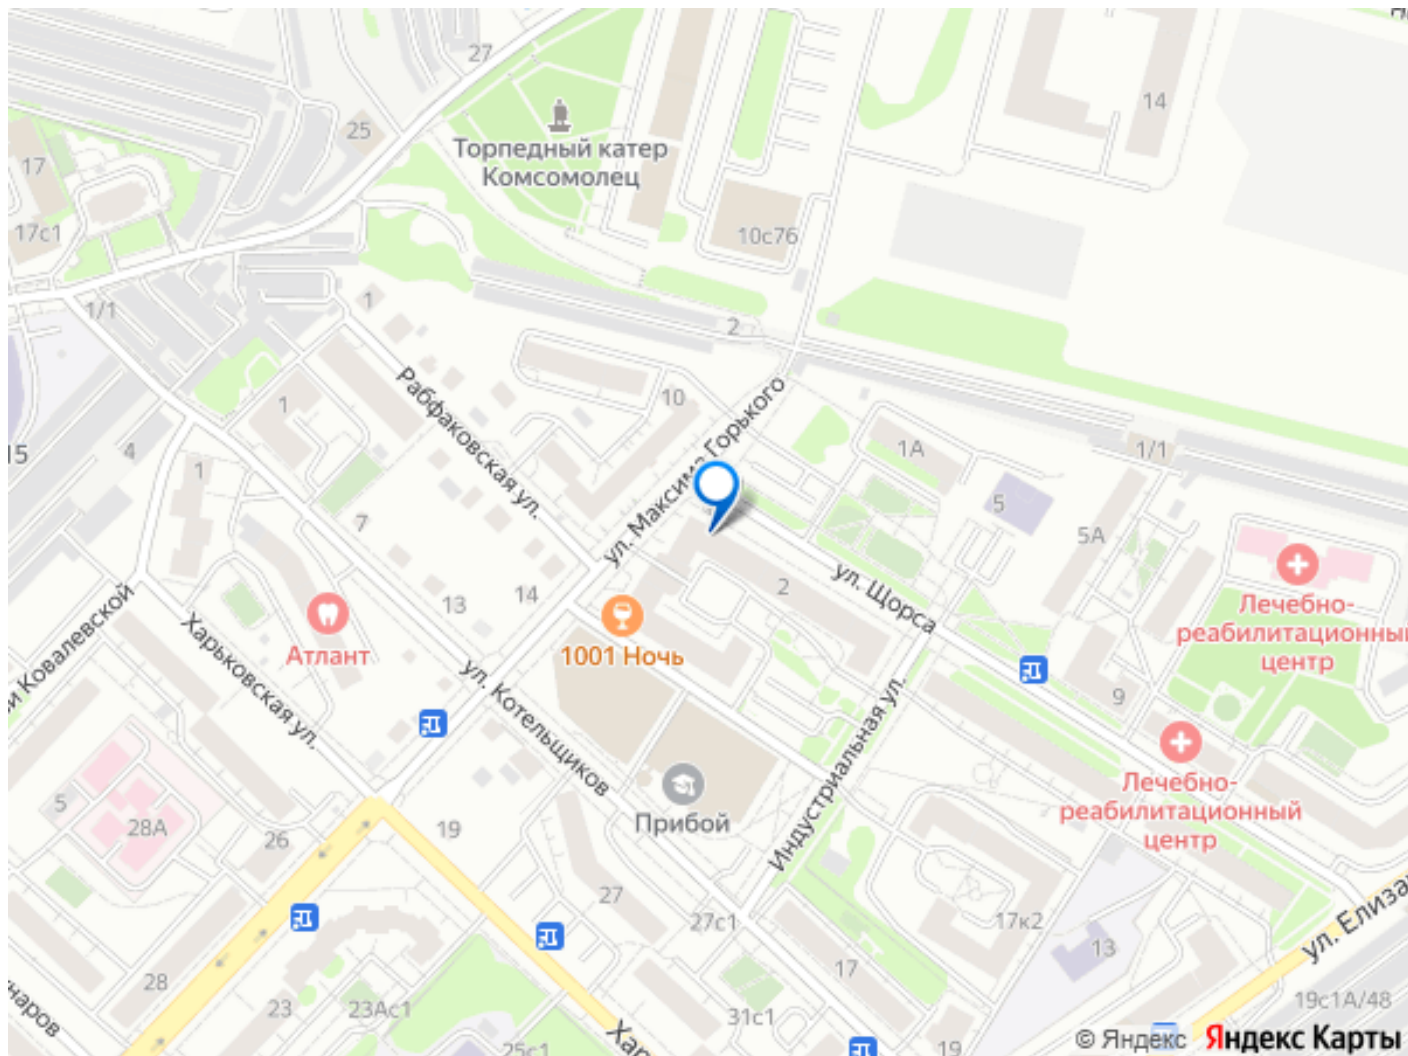 27
14
25
Торпедный катер
Комсомолец
17
17с1
10с76
1/1
1
2
Рабфаковская ул.
10
ул. Максима Горького
1
1А
1/1
15
4
1
5
7
5А
ул. Щорса
2
14
13
Лечебно-
реабилитационный
центр
Атлант
1001 Ночь
Харьковская ул.
ул. Котельщиков
Индустриальная ул.
9
и Ковалевской
Лечебно-
реабилитационный
центр
Прибой
5
28А
26
19
27
27с1
17к2
13
ул. Елиза
17
28
23
23Ас1
31с1
25с1
19
19с1А/48
наров
Хар
© Яндекс Яндекс Карты